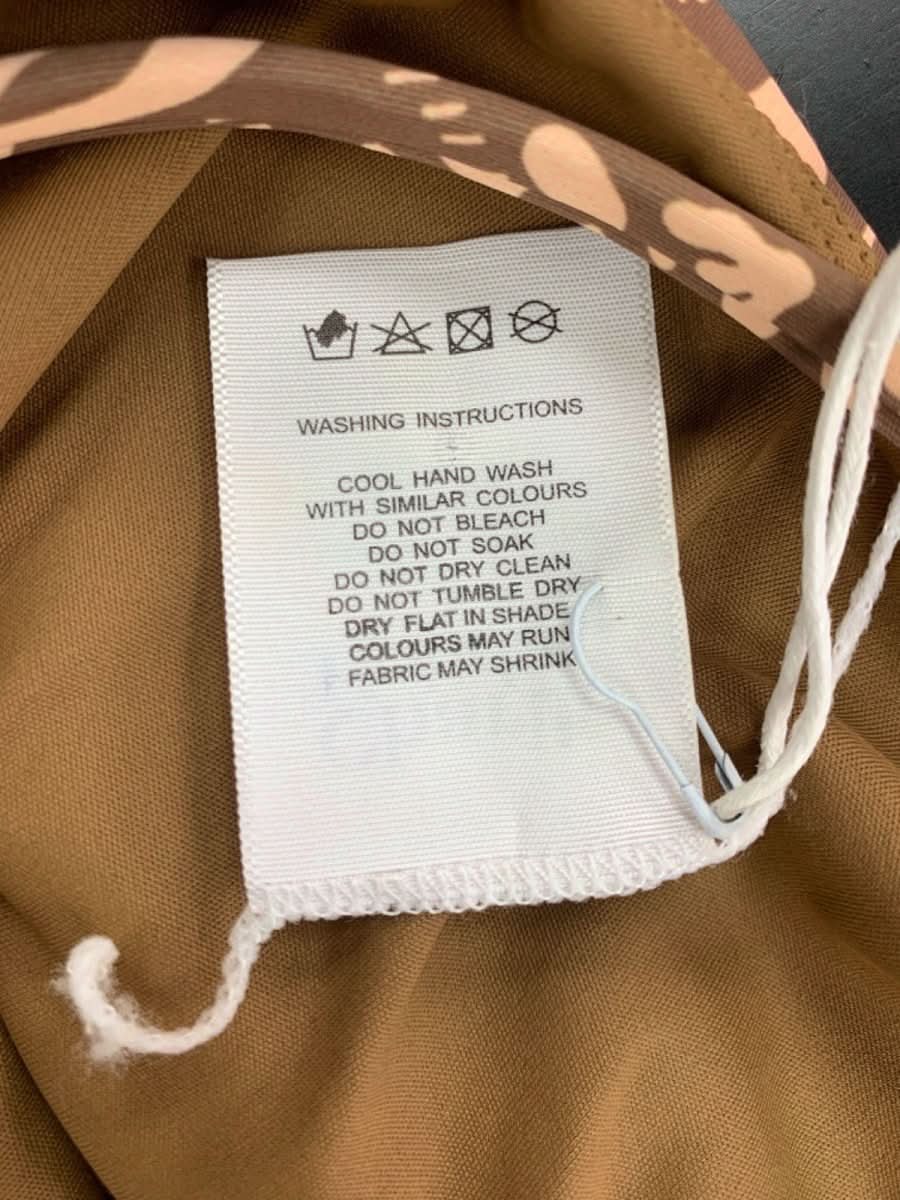 WASHING INSTRUCTIONS
COOL HAND WASH
WITH SIMILAR COLOURS
DO NOT BLEACH
DO NOT SOAK
DO NOT DRY CLEAN
DO NOT TUMBLE DRY
DRY FLAT IN SHADE
COLOURS MAY RUN
FABRIC MAY SHRINK